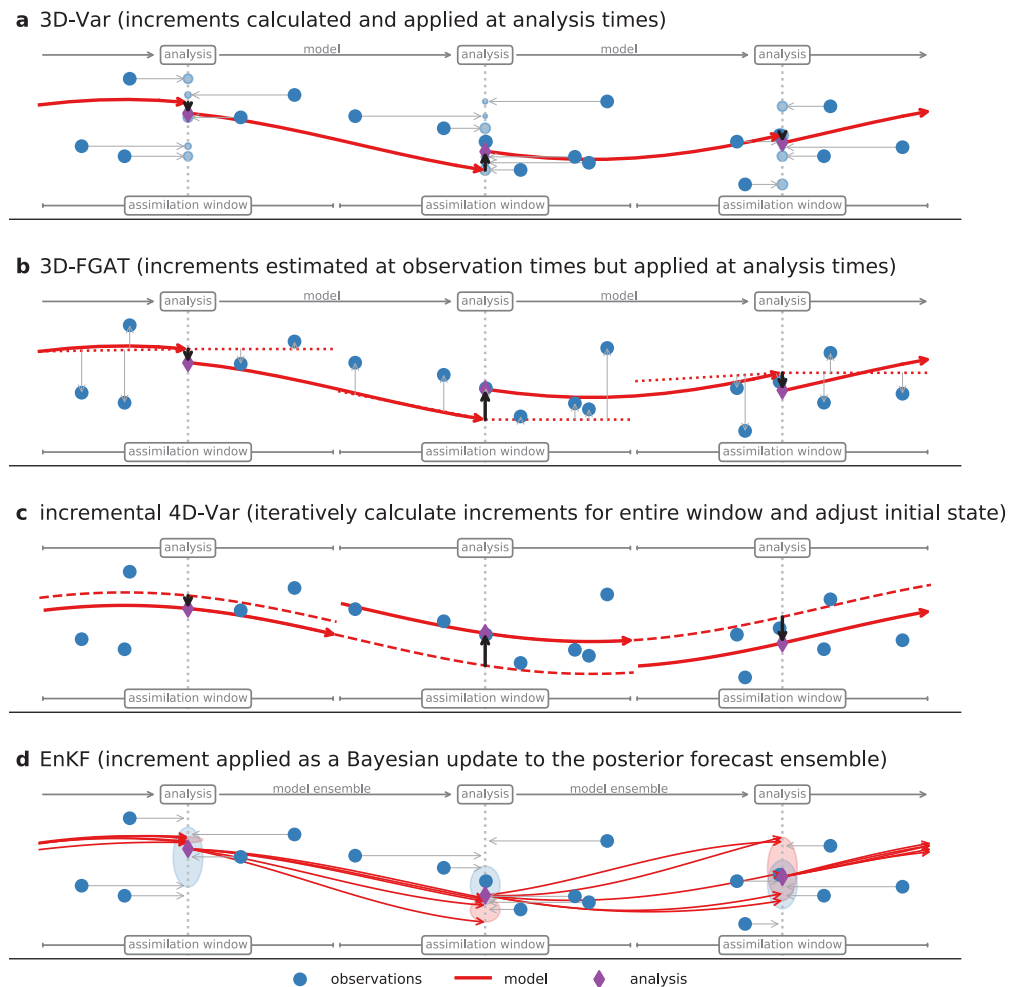 a 3D-Var (increments calculated and applied at analysis times)
analysis model analysis model analysis
assimilation window assimilation window assimilation window
b 3D-FGAT (increments estimated at observation times but applied at analysis times)
analysis model analysis model analysis
assimilation window assimilation window assimilation window
c incremental 4D-Var (iteratively calculate increments for entire window and adjust initial state)
analysis analysis analysis
assimilation window assimilation window assimilation window
d EnKF (increment applied as a Bayesian update to the posterior forecast ensemble)
analysis model ensemble analysis model ensemble analysis
assimilation window assimilation window assimilation window
observations model analysis